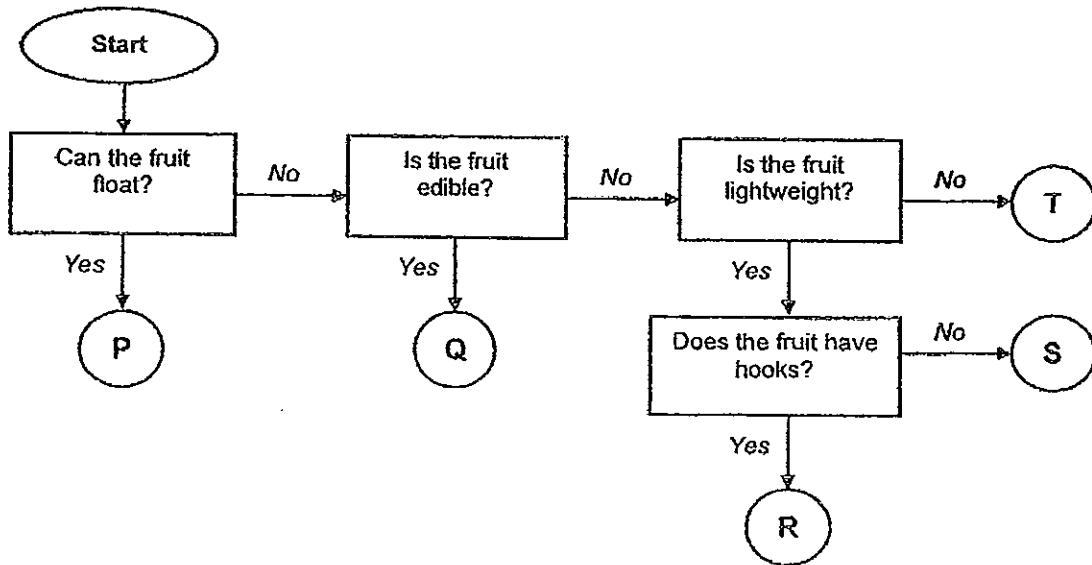 Start
Can the fruit
float?
No
Is the fruit
edible?
No
Is the fruit
lightweight?
No
T
Yes
P
Yes
Q
Yes
Does the fruit have
hooks?
No
S
Yes
R